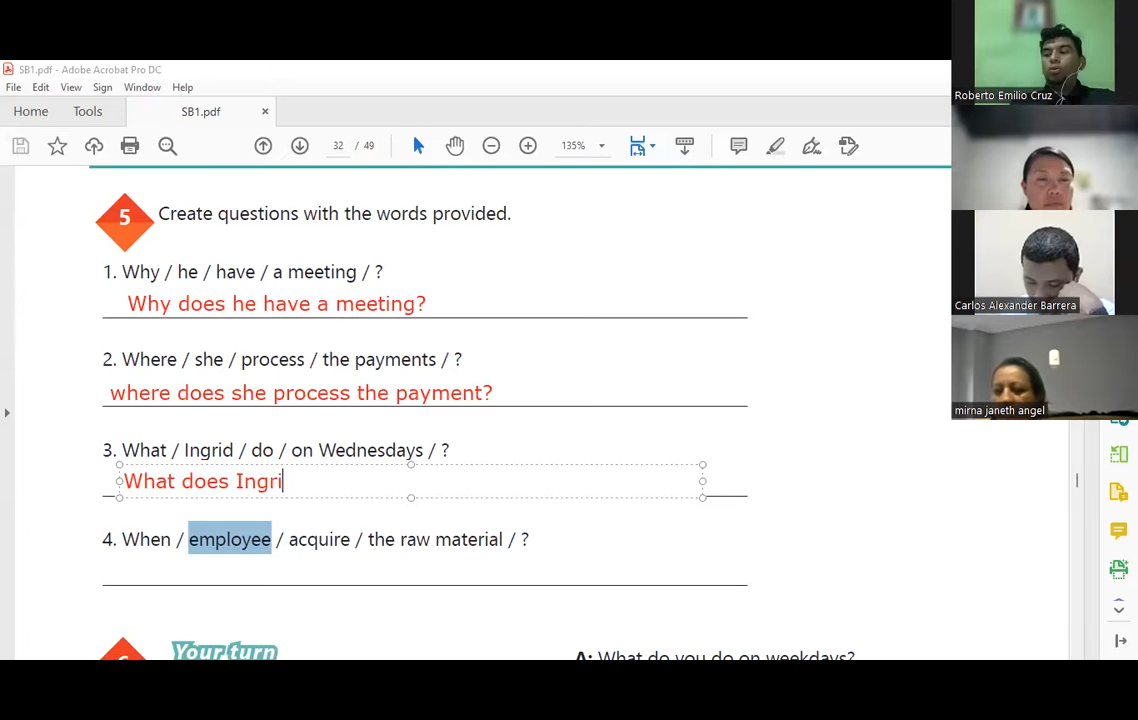 SB1.pdf - Adobe Acrobat Pro DC
File Edit View Sign Window Help
Home Tools SB1.pdf ×
32 / 49 135%
Roberto Emilio Cruz
5 Create questions with the words provided.
1. Why / he / have / a meeting / ?
Why does he have a meeting?
Carlos Alexander Barrera
2. Where / she / process / the payments / ?
where does she process the payment?
mirna janeth angel
3. What / Ingrid / do / on Wednesdays / ?
What does Ingri
4. When / employee / acquire / the raw material / ?
6 Your turn
A: What do you do on weekdays?